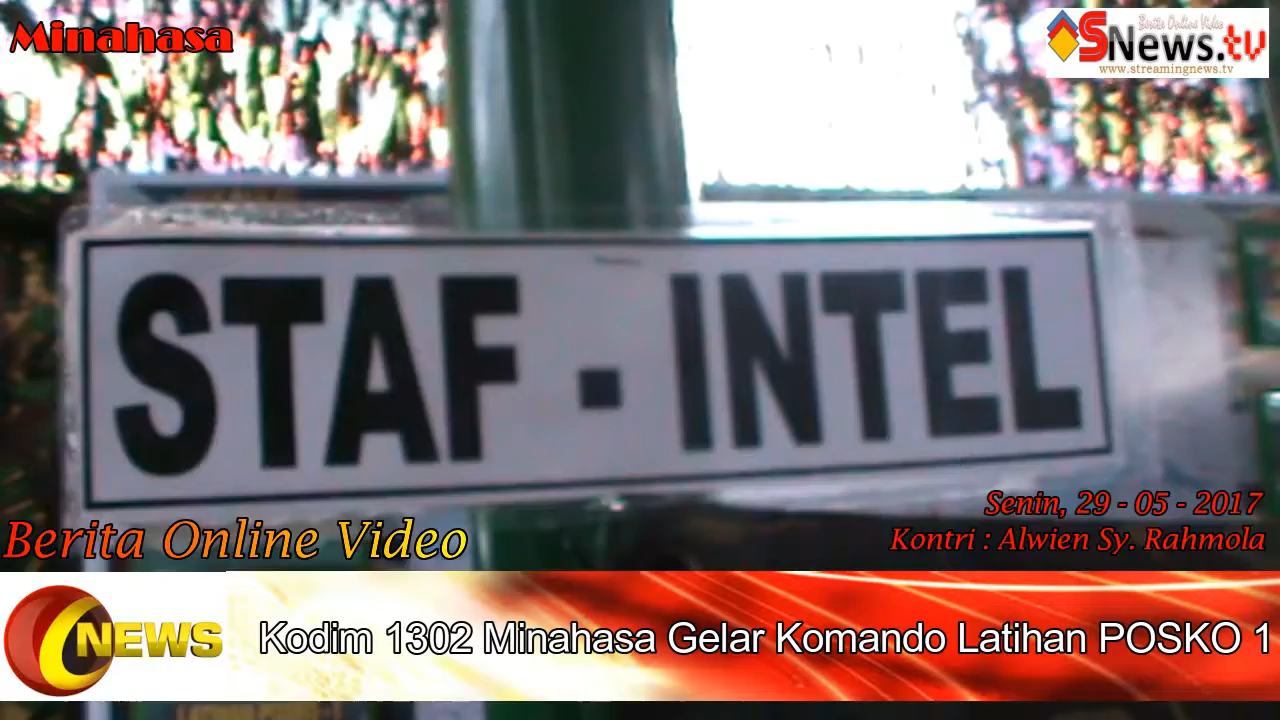 Minahasa
Berita Online Video
SNews.tv
www.streamingnews.tv
STAF - INTEL
Senin, 29 - 05 - 2017
Kontri : Alwien Sy. Rahmola
Berita Online Video
NEWS
Kodim 1302 Minahasa Gelar Komando Latihan POSKO 1